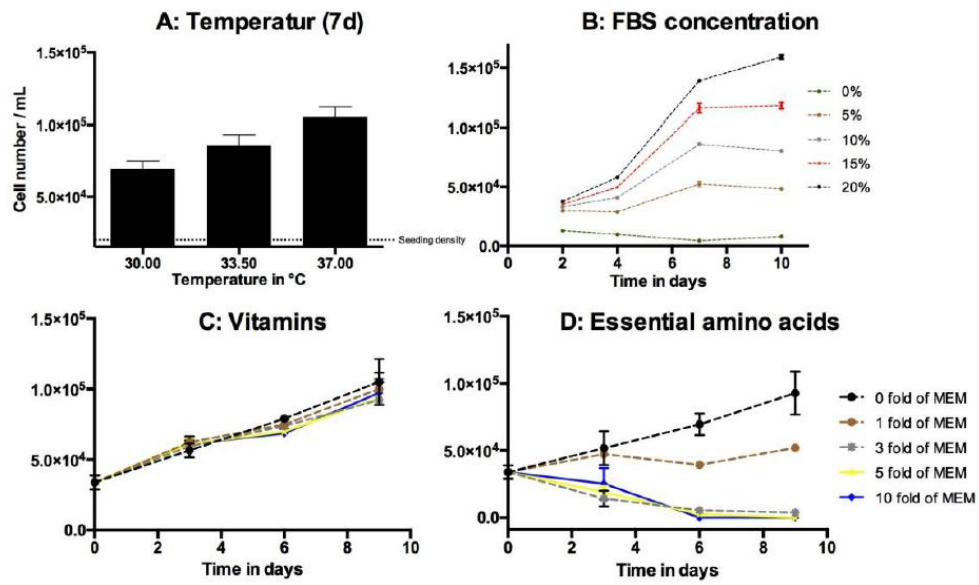 A: Temperatur (7d)
Cell number / mL
1.5×10⁵
1.0×10⁵
5.0×10⁴
Seeding density
30.00 33.50 37.00
Temperature in °C
B: FBS concentration
1.5×10⁵
1.0×10⁵
5.0×10⁴
0.0
0 2 4 6 8 10
Time in days
0%
5%
10%
15%
20%
C: Vitamins
1.5×10⁵
1.0×10⁵
5.0×10⁴
0.0
0 2 4 6 8 10
Time in days
D: Essential amino acids
1.5×10⁵
1.0×10⁵
5.0×10⁴
0.0
0 2 4 6 8 10
Time in days
0 fold of MEM
1 fold of MEM
3 fold of MEM
5 fold of MEM
10 fold of MEM